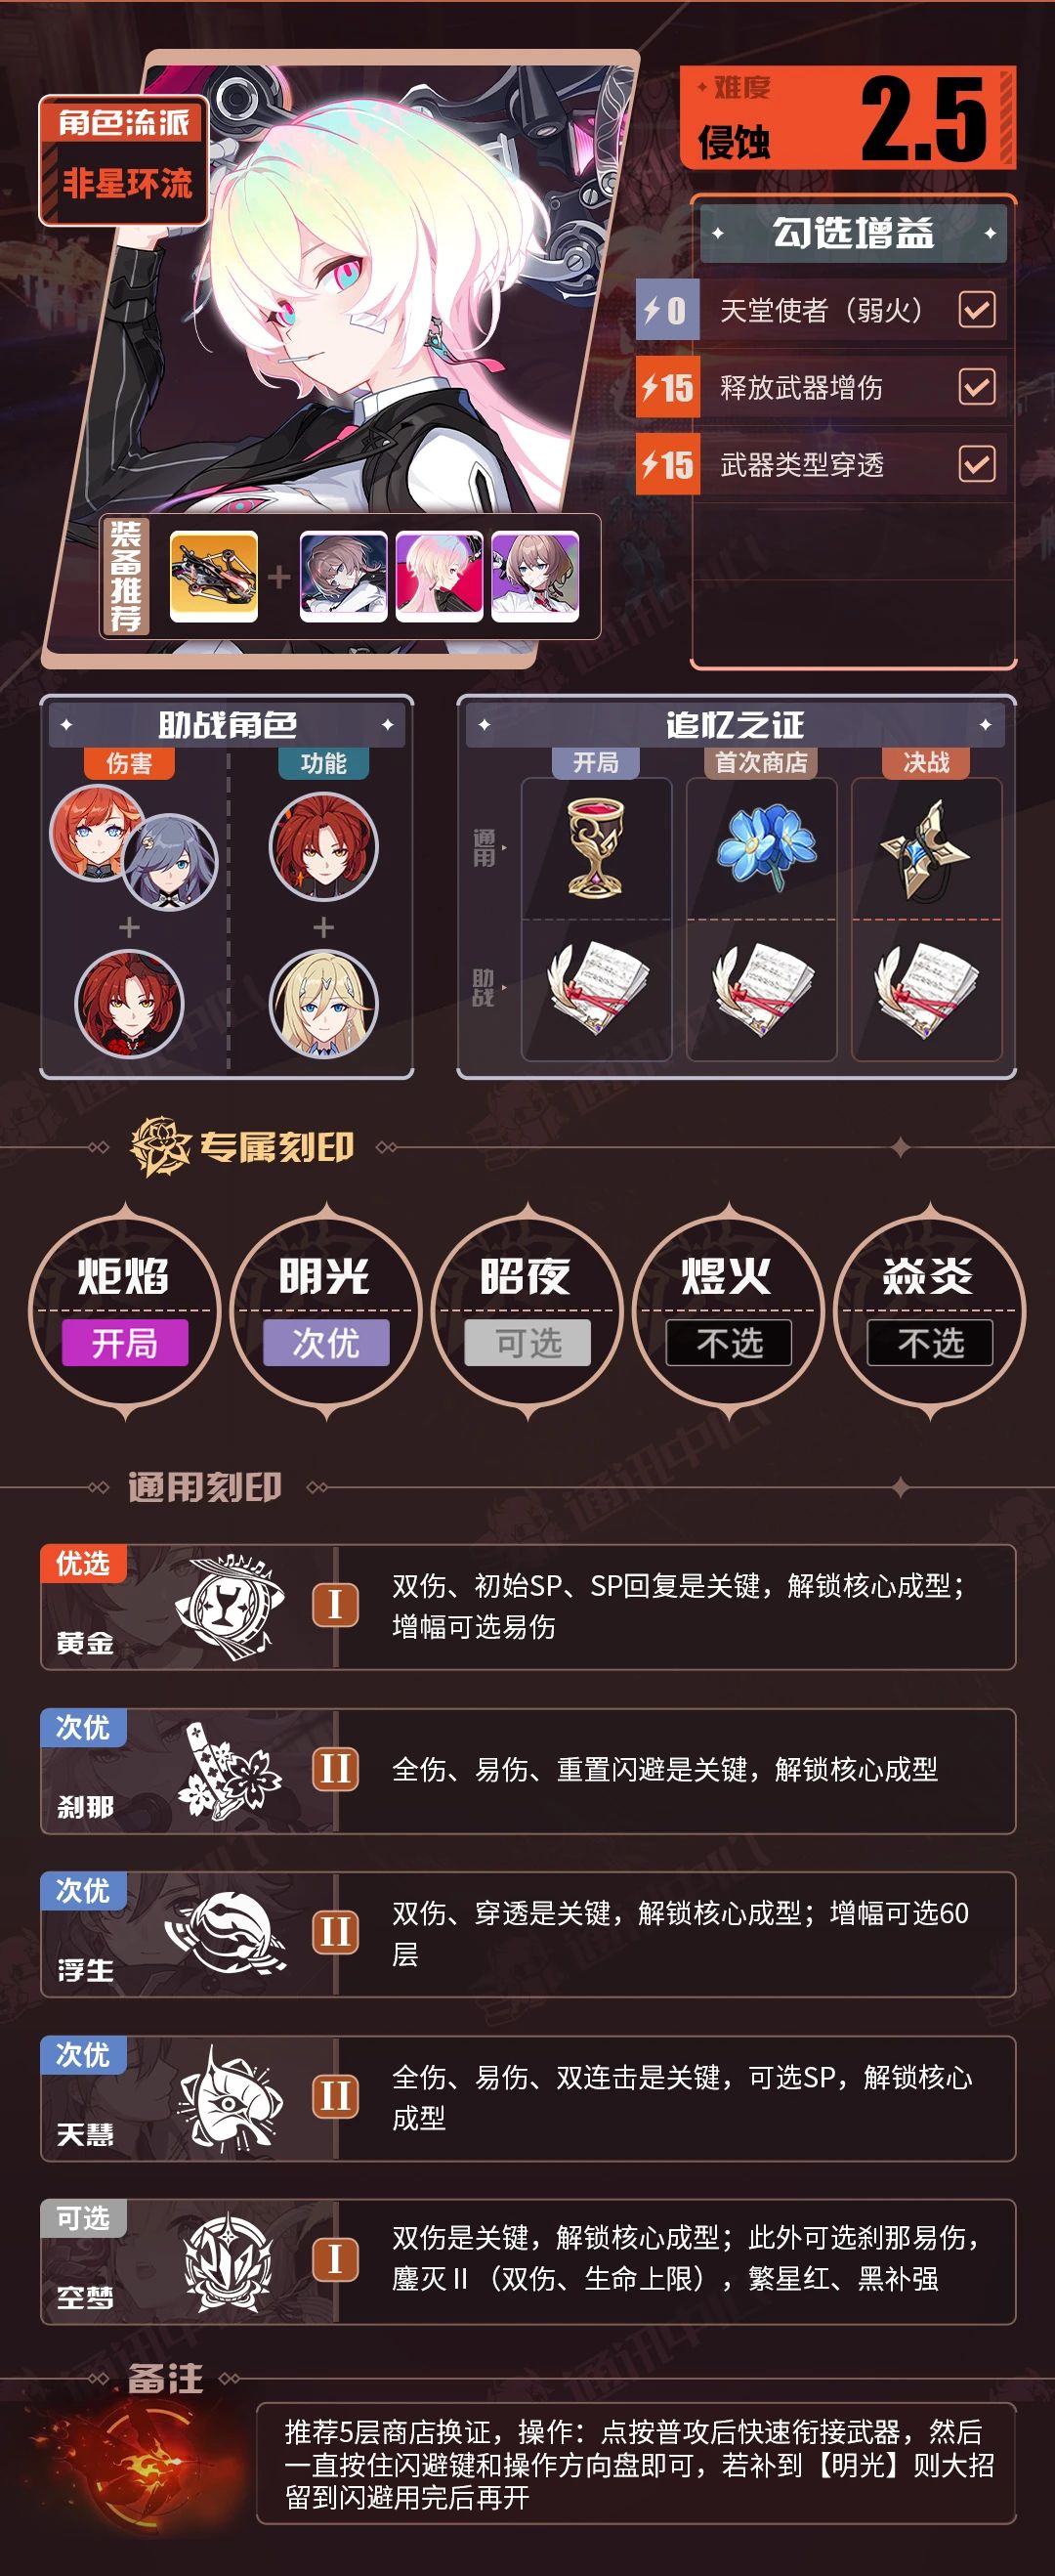 角色流派
非星环流
难度
侵蚀
2.5
勾选增益
0
天堂使者（弱火）
15
释放武器增伤
15
武器类型穿透
装备推荐
助战角色
伤害
功能
追忆之证
开局
首次商店
决战
通用
助战
专属刻印
炬焰
开局
明光
次优
昭夜
可选
煜火
不选
焱炎
不选
通用刻印
优选
黄金
I
双伤、初始SP、SP回复是关键，解锁核心成型；
增幅可选易伤
次优
刹那
II
全伤、易伤、重置闪避是关键，解锁核心成型
次优
浮生
II
双伤、穿透是关键，解锁核心成型；增幅可选60
层
次优
天慧
II
全伤、易伤、双连击是关键，可选SP，解锁核心
成型
可选
空梦
I
双伤是关键，解锁核心成型；此外可选刹那易伤，
鏖灭II（双伤、生命上限），繁星红、黑补强
备注
推荐5层商店换证，操作：点按普攻后快速衔接武器，然后
一直按住闪避键和操作方向盘即可，若补到【明光】则大招
留到闪避用完后再开
通讯中心